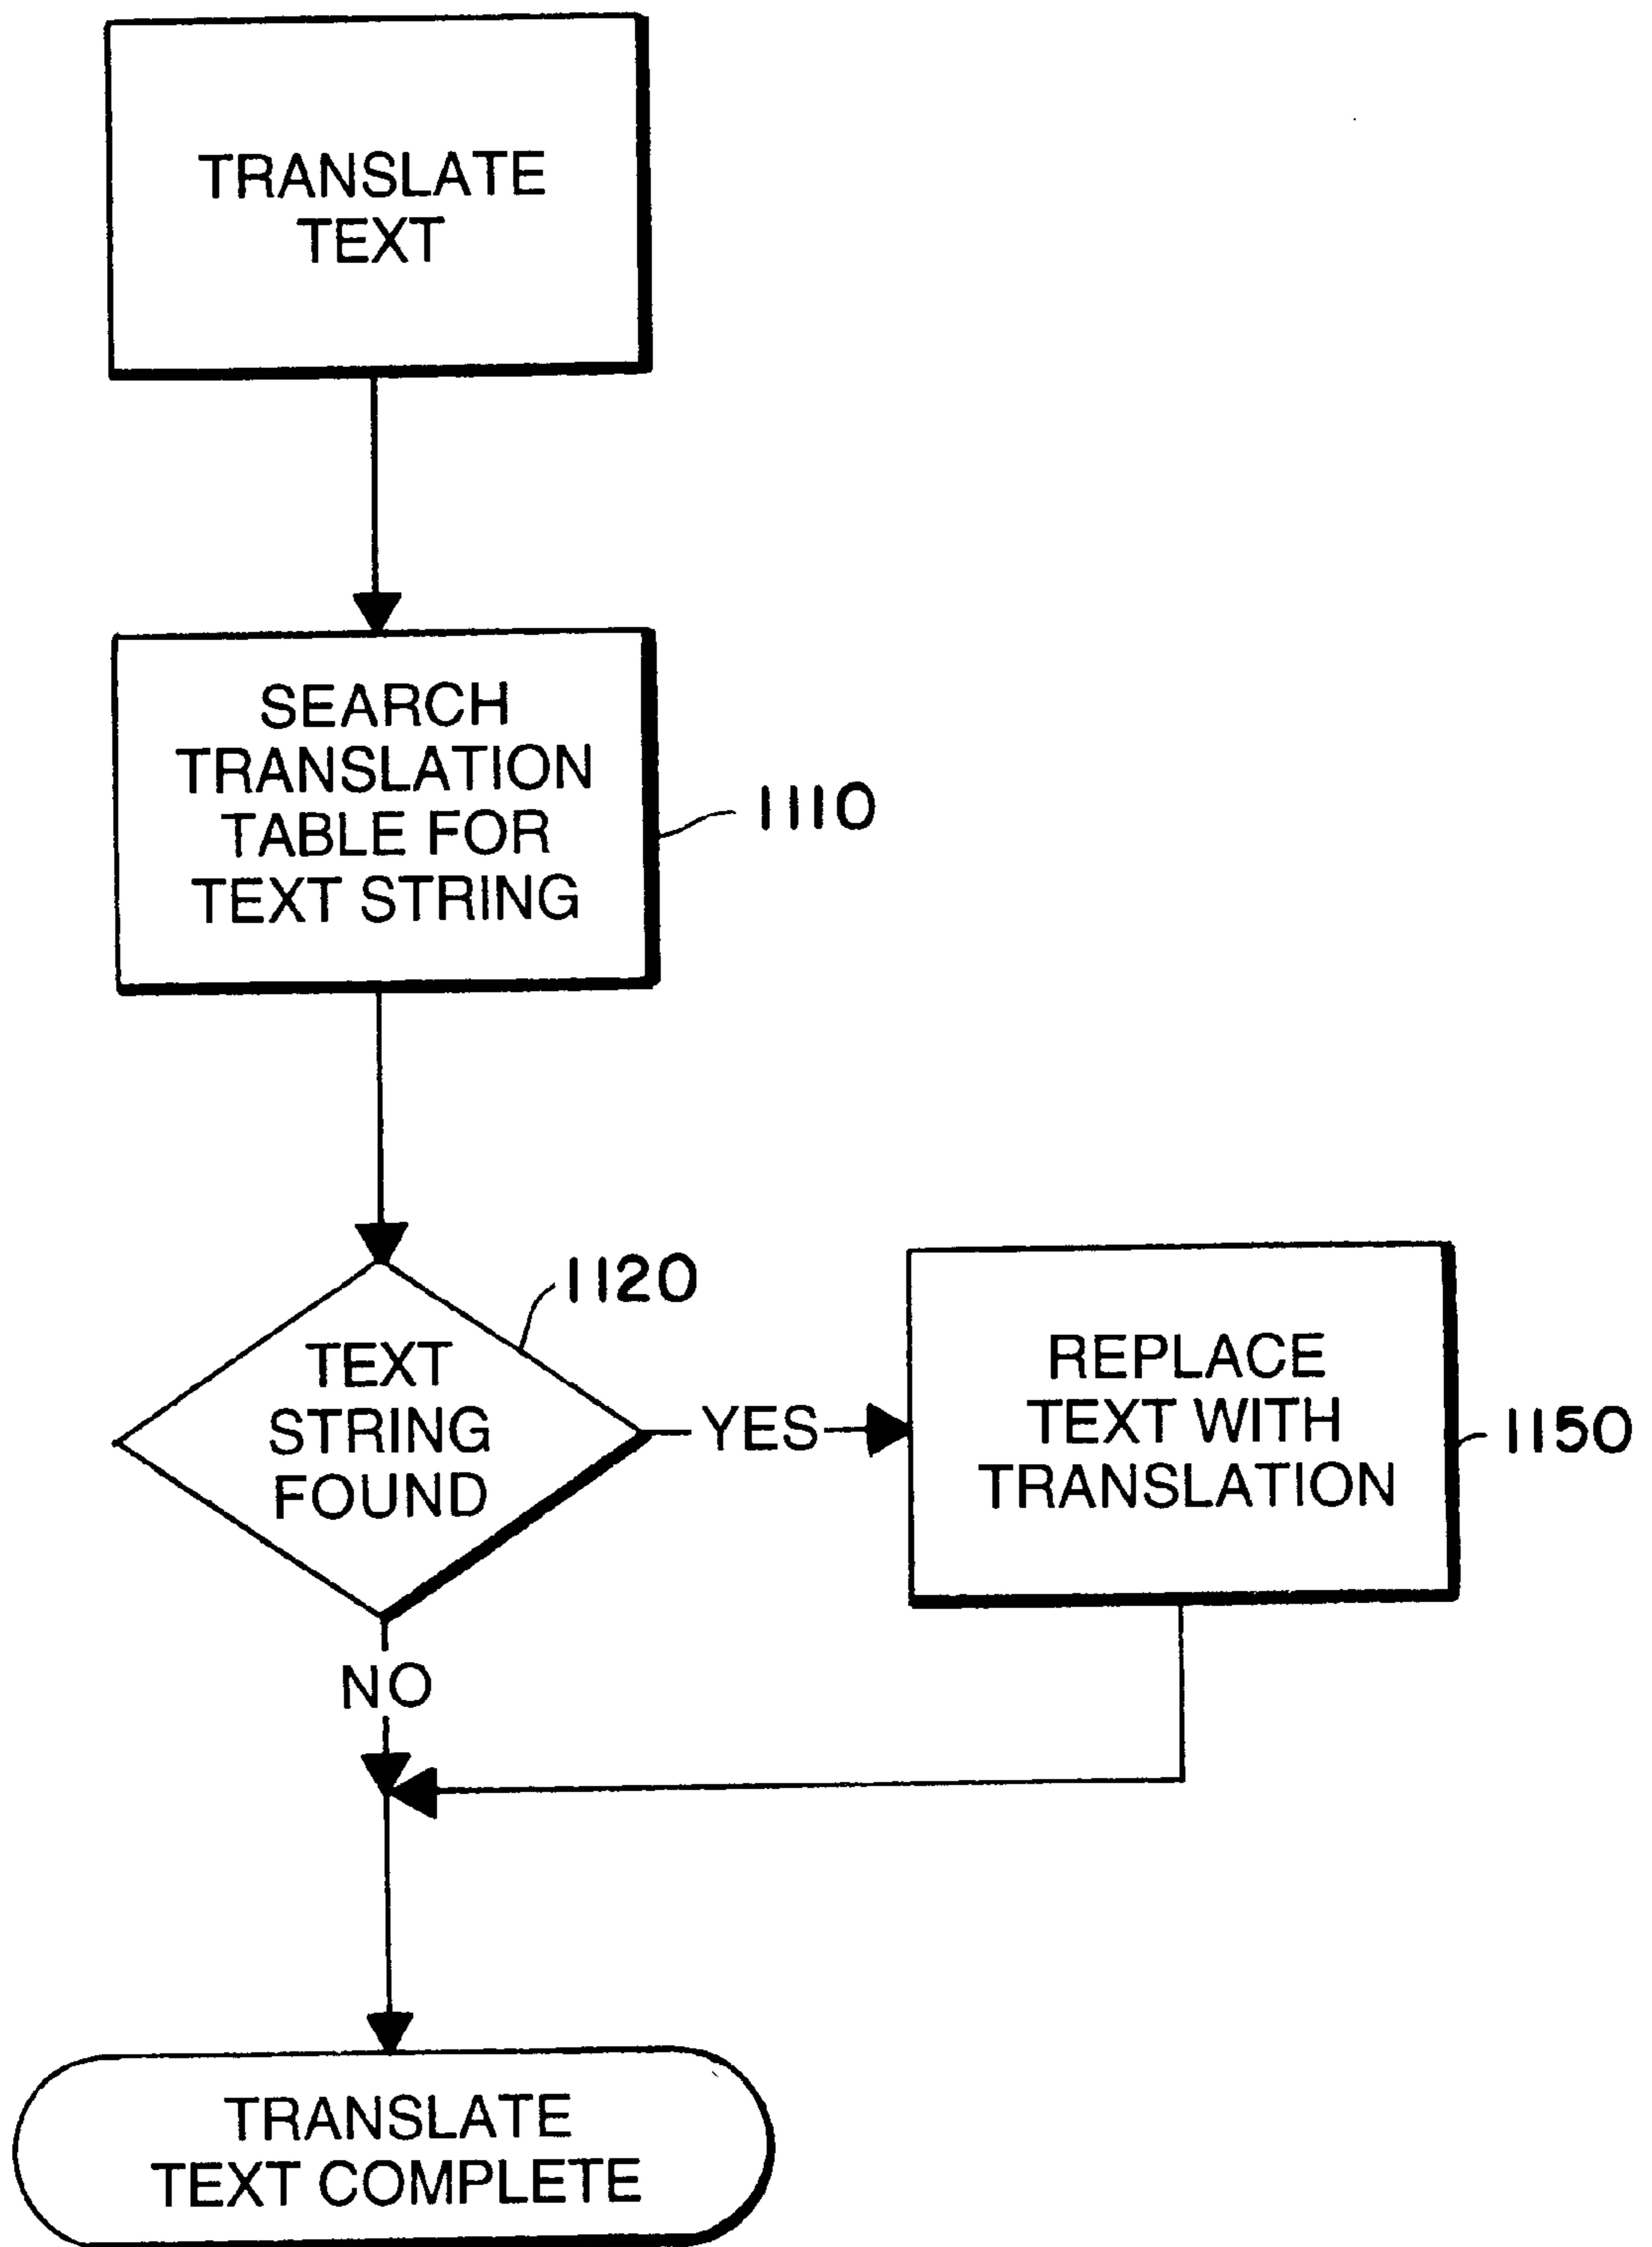 TRANSLATE
TEXT
SEARCH
TRANSLATION
TABLE FOR
TEXT STRING
1110
1120
TEXT
STRING
FOUND
YES
REPLACE
TEXT WITH
TRANSLATION
1150
NO
TRANSLATE
TEXT COMPLETE